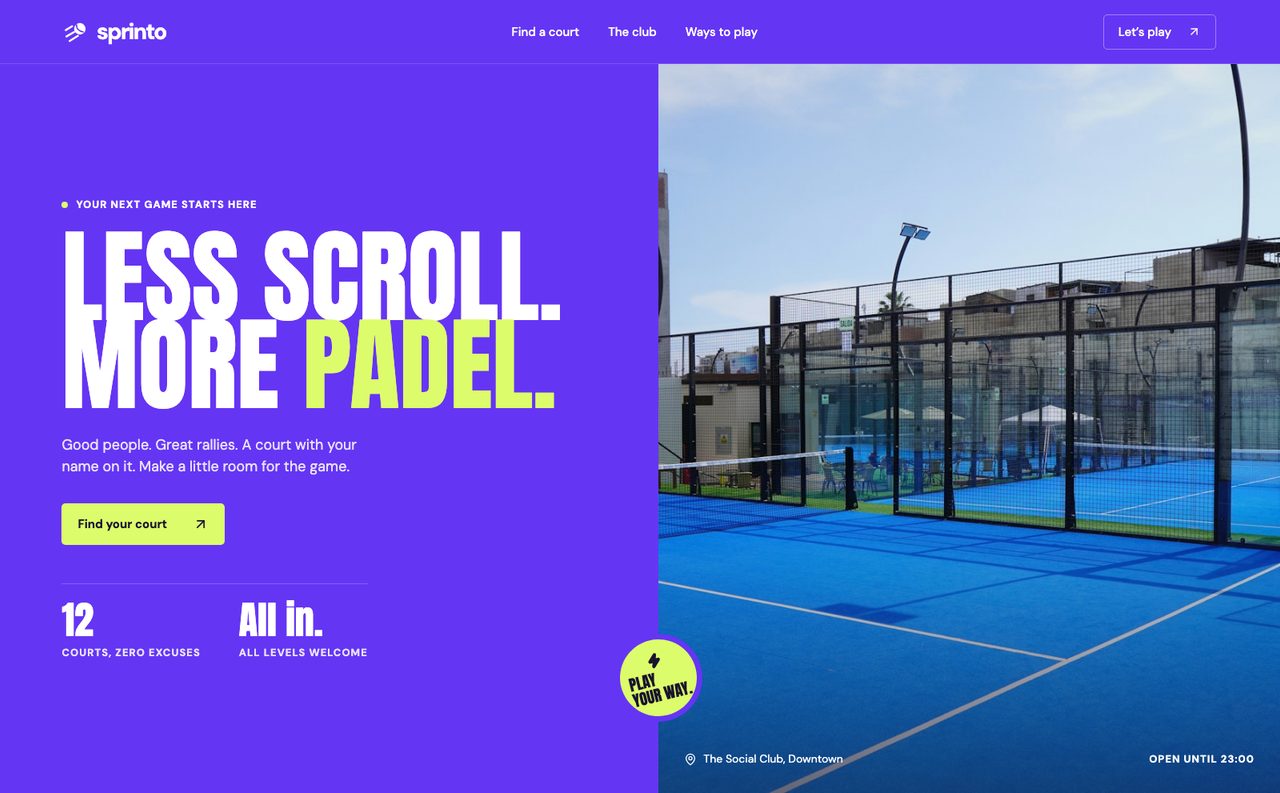 sprinto
Find a court
The club
Ways to play
Let's play
YOUR NEXT GAME STARTS HERE
LESS SCROLL.
MORE PADEL.
Good people. Great rallies. A court with your
name on it. Make a little room for the game.
Find your court
12
COURTS, ZERO EXCUSES
All in.
ALL LEVELS WELCOME
PLAY
YOUR WAY.
SALIDA
The Social Club, Downtown
OPEN UNTIL 23:00